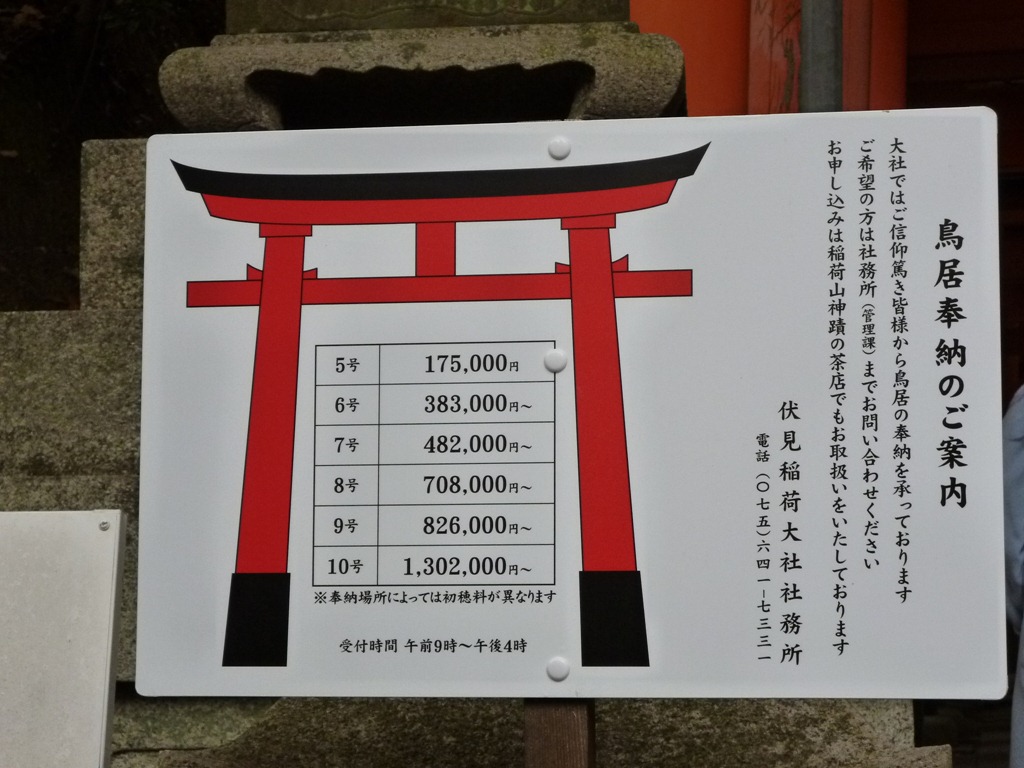 鳥居奉納のご案内
大社ではご信仰篤き皆様から鳥居の奉納を承っております
ご希望の方は社務所（管理課）までお問い合わせください
お申し込みは稲荷山神蹟の茶店でもお取扱いをいたしております
伏見稲荷大社社務所
電話（〇七五）六四一－七三三一
5号 175,000円
6号 383,000円～
7号 482,000円～
8号 708,000円～
9号 826,000円～
10号 1,302,000円～
※奉納場所によっては初穂料が異なります
受付時間 午前9時～午後4時